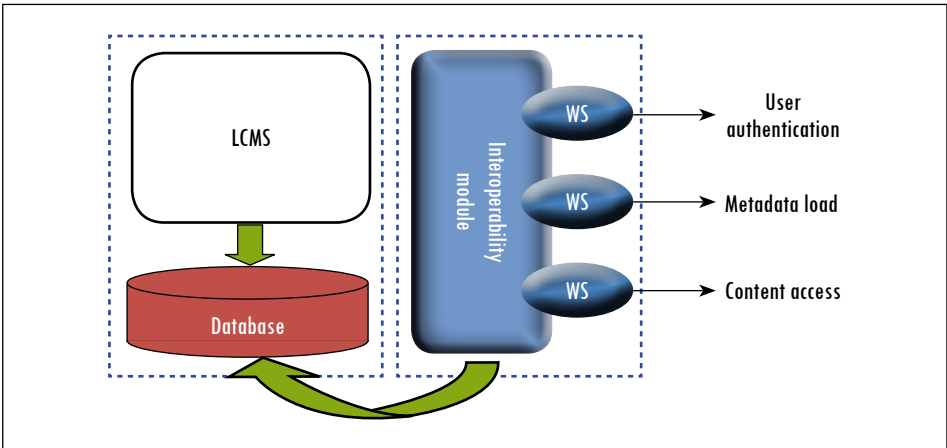 LCMS
Database
Interoperability
module
WS
User
authentication
WS
Metadata load
WS
Content access